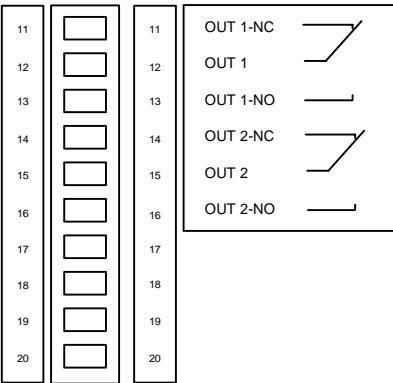 11 11 OUT 1-NC
12 12 OUT 1
13 13 OUT 1-NO
14 14 OUT 2-NC
15 15 OUT 2
16 16 OUT 2-NO
17 17
18 18
19 19
20 20